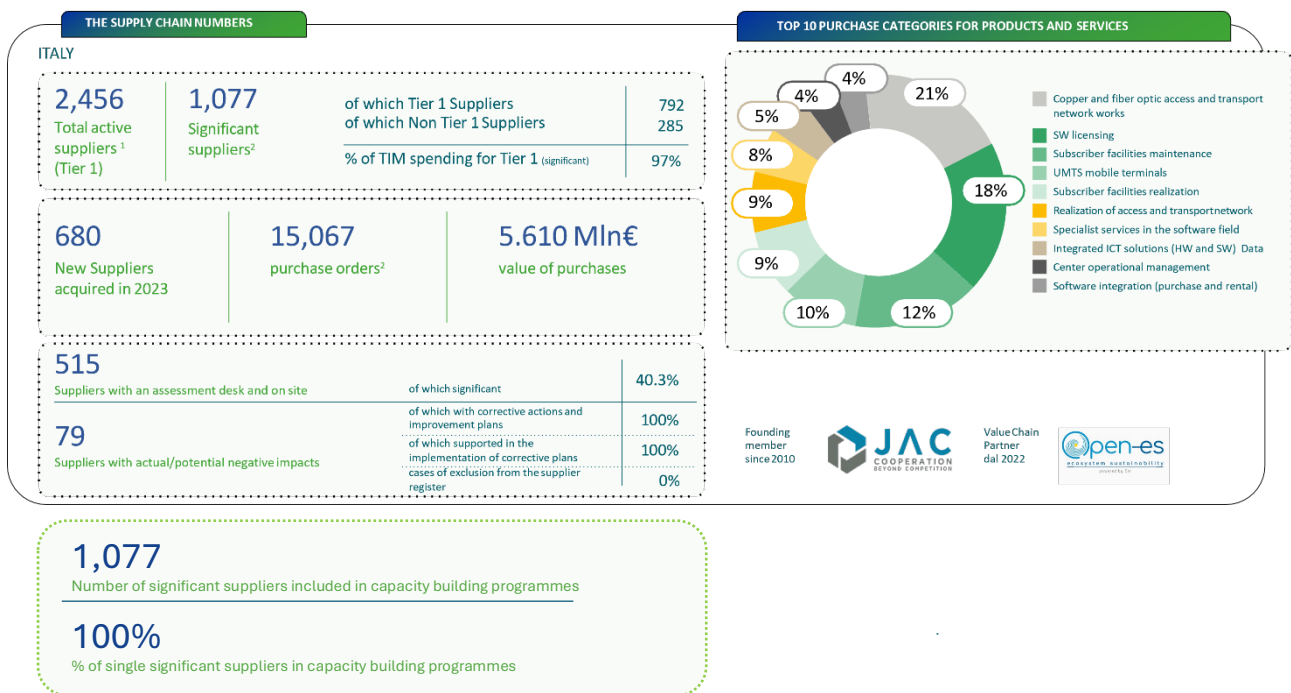 THE SUPPLY CHAIN NUMBERS
ITALY
2,456
Total active
suppliers ¹
(Tier 1)
1,077
Significant
suppliers²
of which Tier 1 Suppliers 792
of which Non Tier 1 Suppliers 285
% of TIM spending for Tier 1 (significant) 97%
680
New Suppliers
acquired in 2023
15,067
purchase orders²
5.610 Mln€
value of purchases
515
Suppliers with an assessment desk and on site
of which significant 40.3%
79
Suppliers with actual/potential negative impacts
of which with corrective actions and
improvement plans 100%
of which supported in the
implementation of corrective plans 100%
cases of exclusion from the supplier
register 0%
TOP 10 PURCHASE CATEGORIES FOR PRODUCTS AND SERVICES
21%
18%
12%
10%
9%
9%
8%
5%
4%
4%
Copper and fiber optic access and transport
network works
SW licensing
Subscriber facilities maintenance
UMTS mobile terminals
Subscriber facilities realization
Realization of access and transportnetwork
Specialist services in the software field
Integrated ICT solutions (HW and SW) Data
Center operational management
Software integration (purchase and rental)
Founding
member
since 2010
JAC
COOPERATION
BEYOND COMPETITION
Value Chain
Partner
dal 2022
Open-es
ecosystem sustainability
1,077
Number of significant suppliers included in capacity building programmes
100%
% of single significant suppliers in capacity building programmes